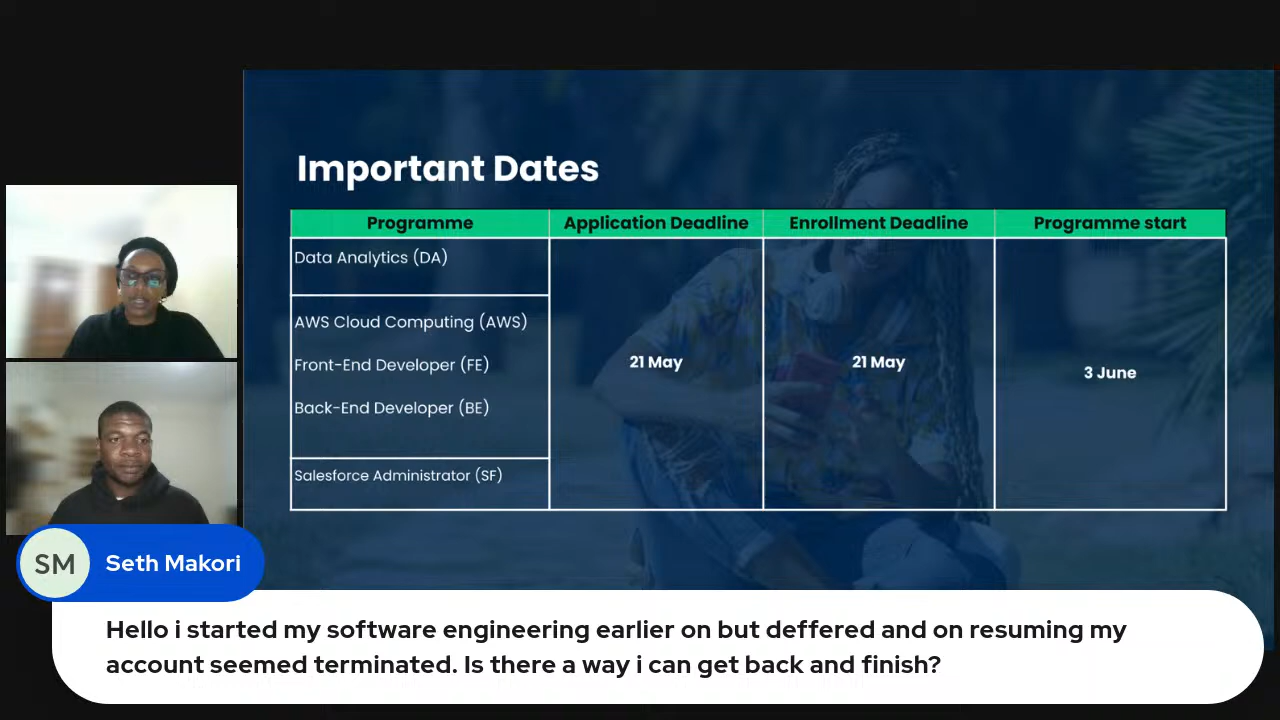 Important Dates
Programme Application Deadline Enrollment Deadline Programme start
Data Analytics (DA)
AWS Cloud Computing (AWS)
Front-End Developer (FE)
21 May 21 May 3 June
Back-End Developer (BE)
Salesforce Administrator (SF)
SM Seth Makori
Hello i started my software engineering earlier on but deffered and on resuming my
account seemed terminated. Is there a way i can get back and finish?